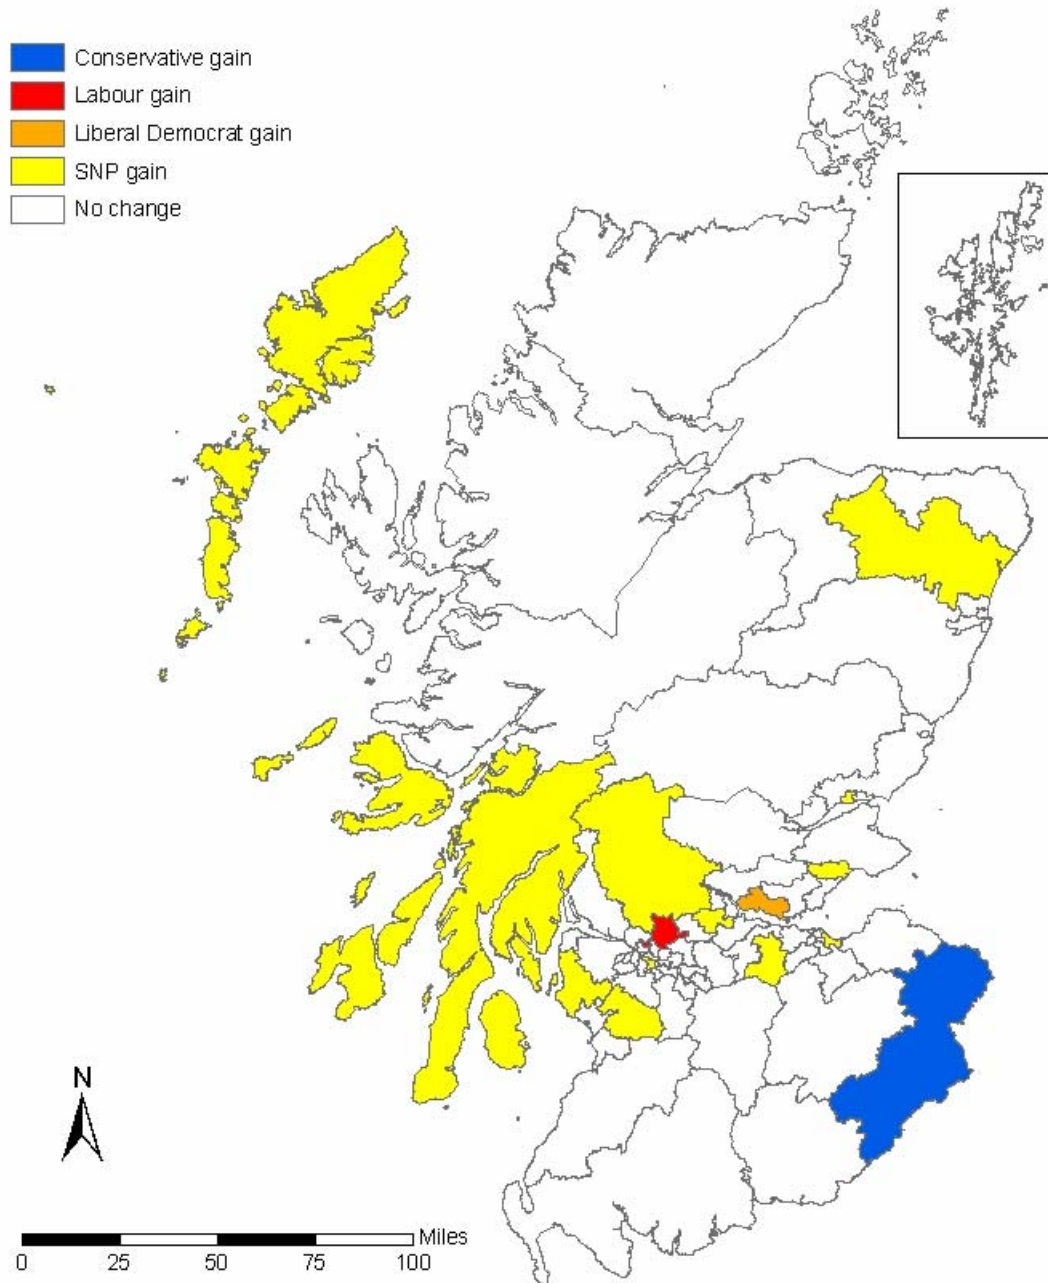 Conservative gain
Labour gain
Liberal Democrat gain
SNP gain
No change
N
Miles
0 25 50 75 100